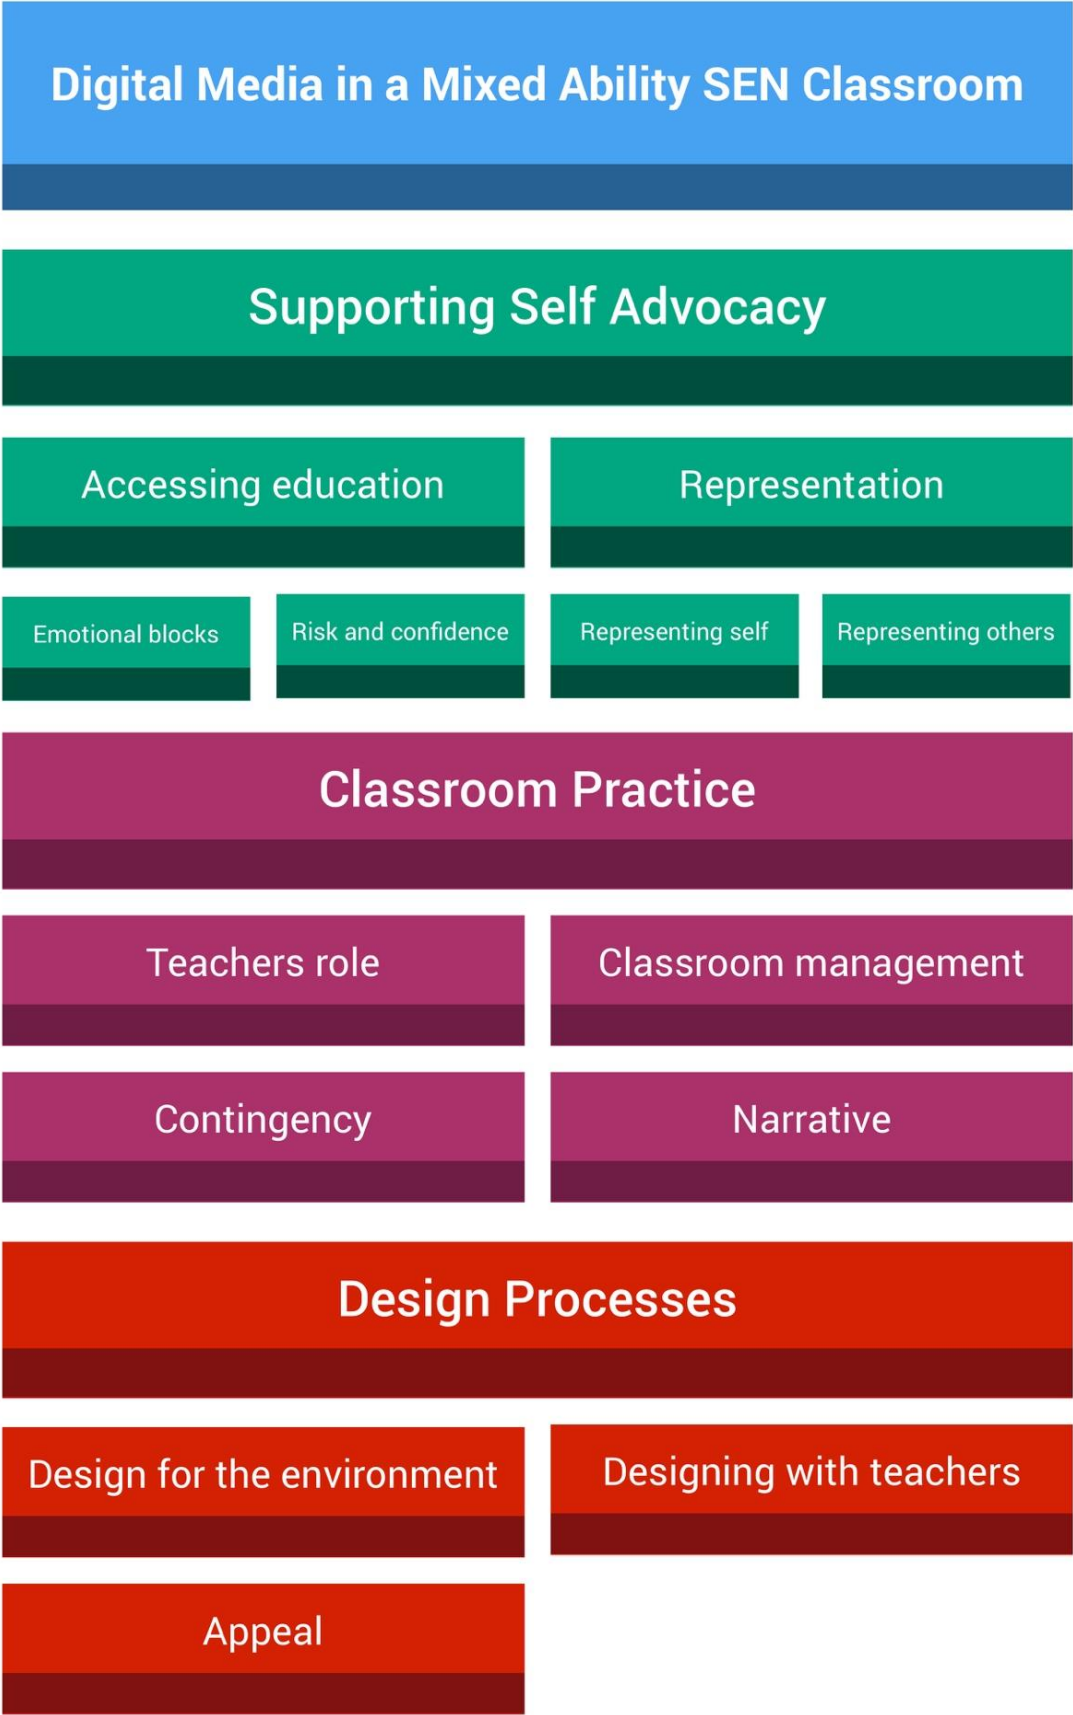 Digital Media in a Mixed Ability SEN Classroom
Supporting Self Advocacy
Accessing education
Representation
Emotional blocks
Risk and confidence
Representing self
Representing others
Classroom Practice
Teachers role
Classroom management
Contingency
Narrative
Design Processes
Design for the environment
Designing with teachers
Appeal